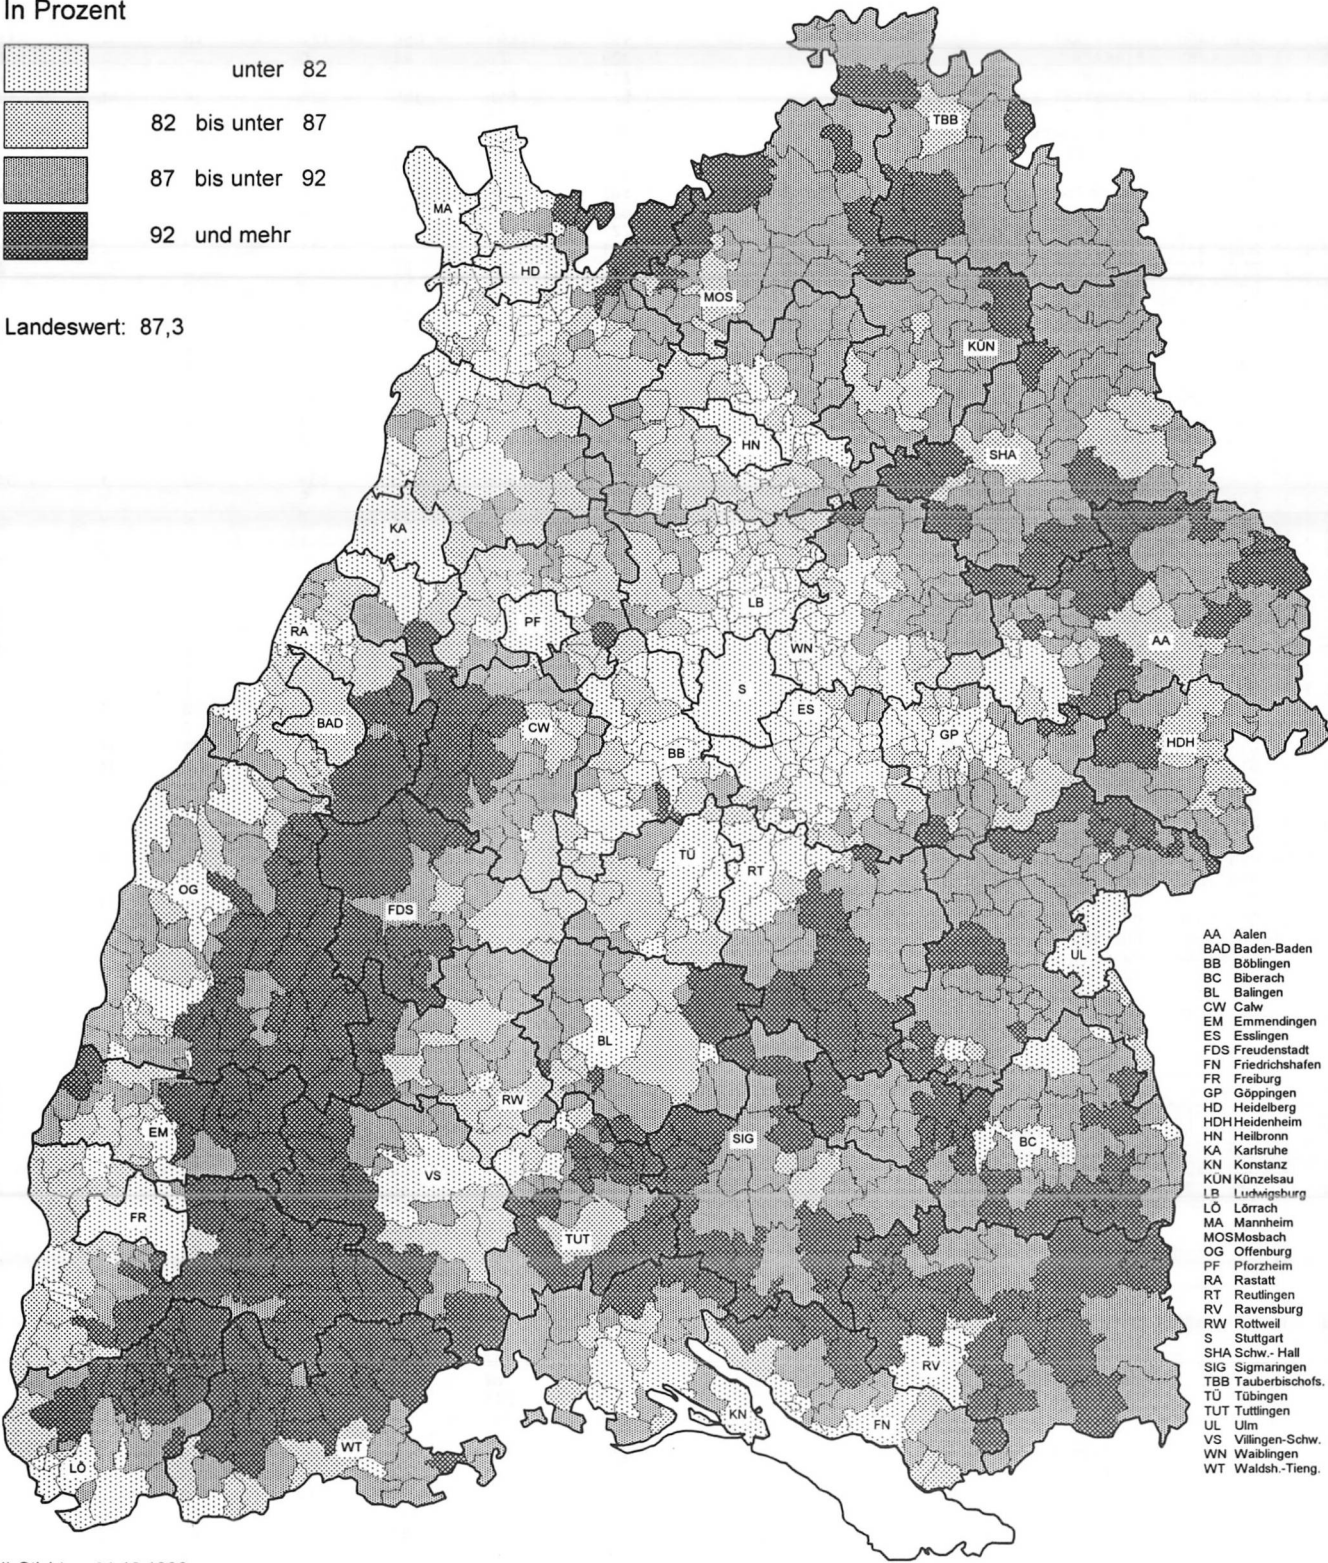 In Prozent
unter 82
82 bis unter 87
87 bis unter 92
92 und mehr
Landeswert: 87,3
TBB
MA
HD
MOS
KÜN
HN
SHA
KA
LB
PF
RA
WN
AA
S
ES
BAD
CW
GP
HDH
BB
TÜ
RT
OG
FDS
UL
BL
RW
EM
SIG
BC
VS
FR
TUT
RV
KN
FN
WT
LÖ
AA Aalen
BAD Baden-Baden
BB Böblingen
BC Biberach
BL Balingen
CW Calw
EM Emmendingen
ES Esslingen
FDS Freudenstadt
FN Friedrichshafen
FR Freiburg
GP Göppingen
HD Heidelberg
HDH Heidenheim
HN Heilbronn
KA Karlsruhe
KN Konstanz
KÜN Künzelsau
LB Ludwigsburg
LÖ Lörrach
MA Mannheim
MOS Mosbach
OG Offenburg
PF Pforzheim
RA Rastatt
RT Reutlingen
RV Ravensburg
RW Rottweil
S Stuttgart
SHA Schw.- Hall
SIG Sigmaringen
TBB Tauberbischofs.
TÜ Tübingen
TUT Tuttlingen
UL Ulm
VS Villingen-Schw.
WN Waiblingen
WT Waldsh.-Tieng.